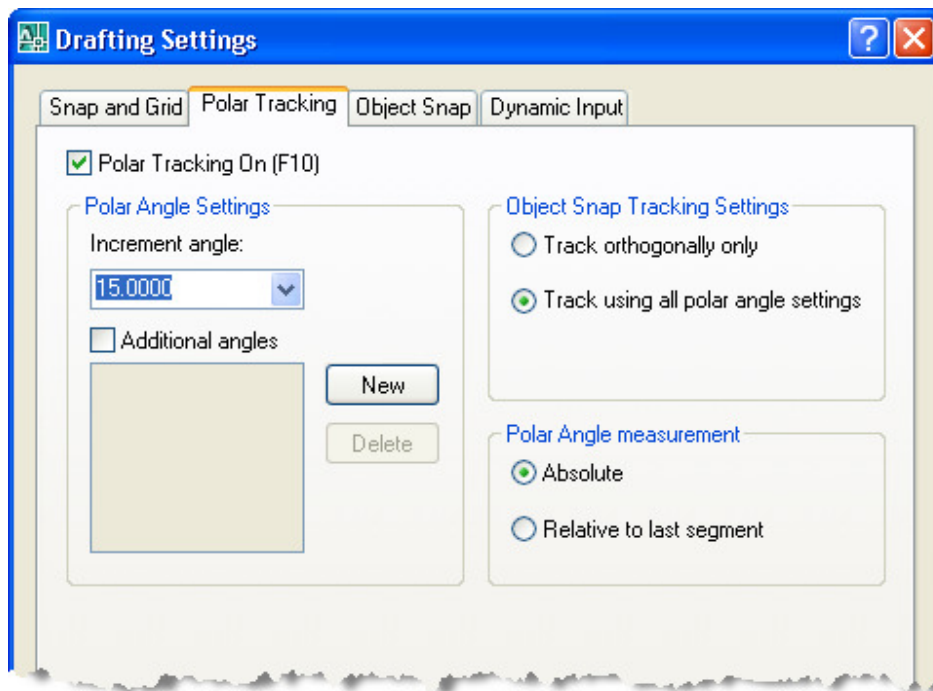 Drafting Settings
Snap and Grid
Polar Tracking
Object Snap
Dynamic Input
Polar Tracking On (F10)
Polar Angle Settings
Increment angle:
15.0000
Additional angles
New
Delete
Object Snap Tracking Settings
Track orthogonally only
Track using all polar angle settings
Polar Angle measurement
Absolute
Relative to last segment